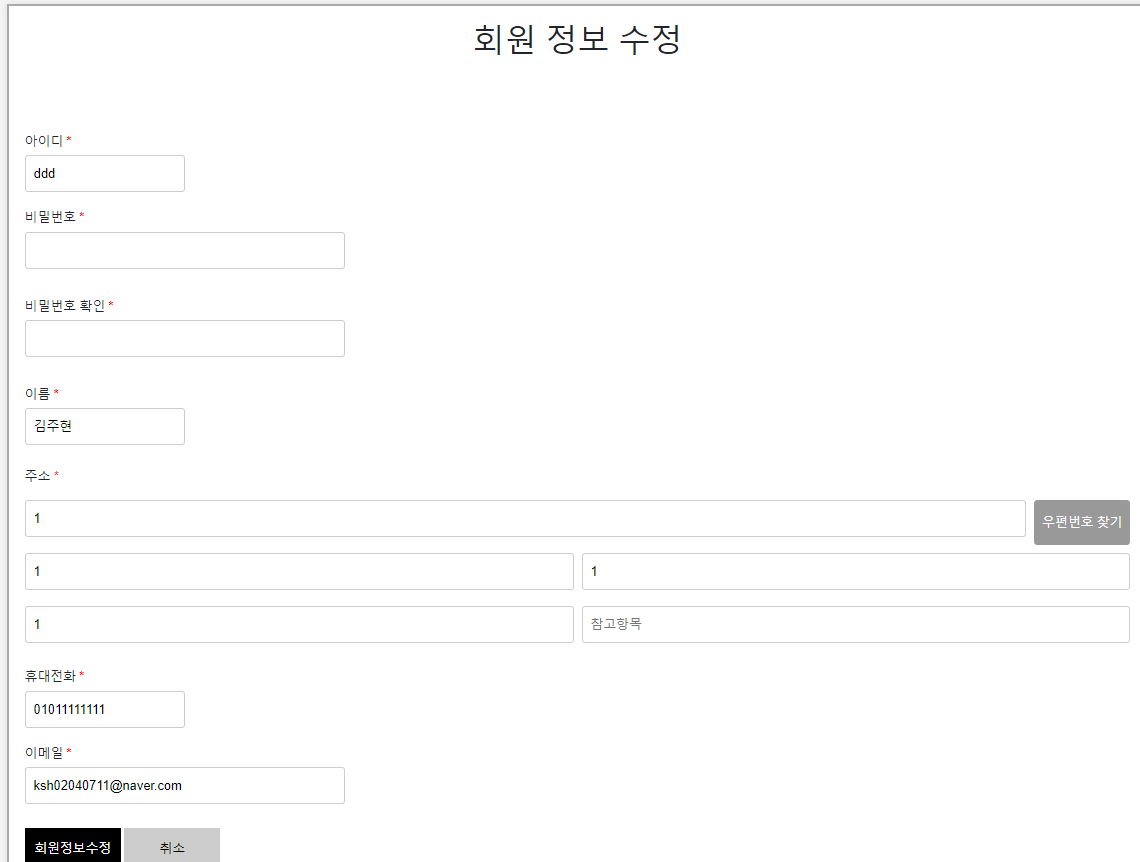 회원 정보 수정
아이디 *
ddd
비밀번호 *
비밀번호 확인 *
이름 *
김주현
주소 *
1
우편번호 찾기
1 1
1 참고항목
휴대전화 *
01011111111
이메일 *
ksh02040711@naver.com
회원정보수정 취소